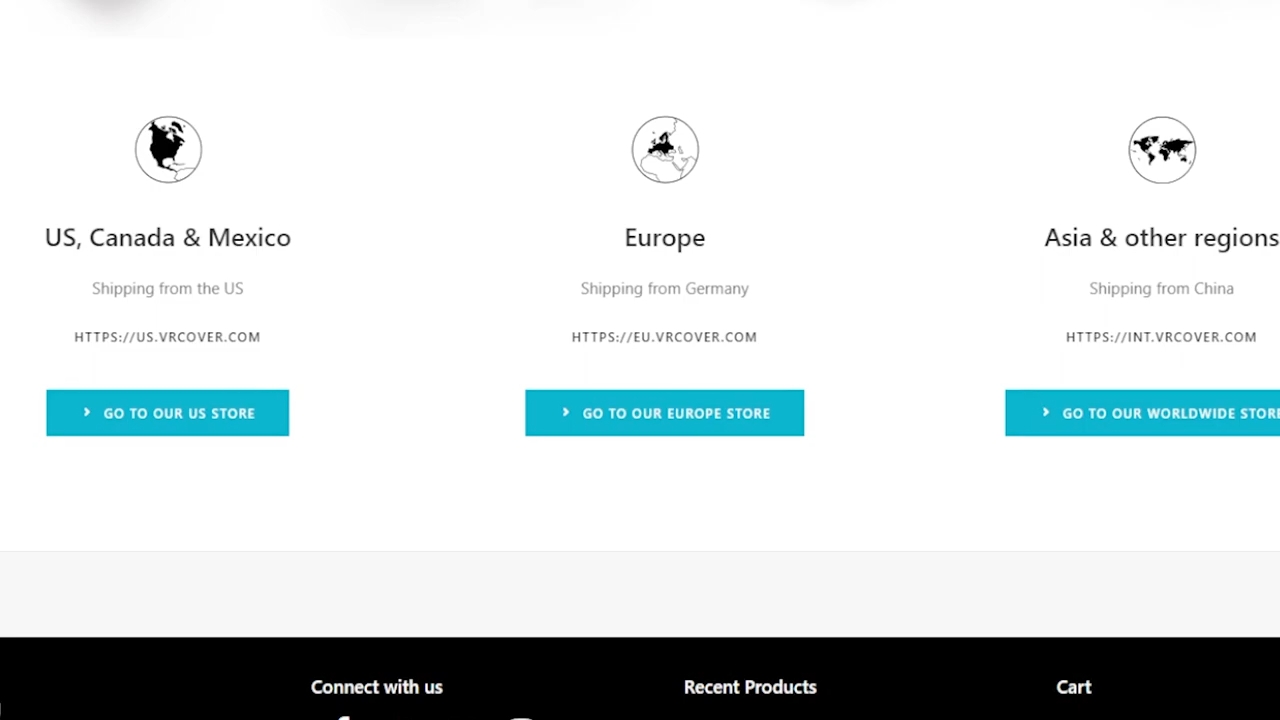 US, Canada & Mexico
Shipping from the US
HTTPS://US.VRCOVER.COM
GO TO OUR US STORE
Europe
Shipping from Germany
HTTPS://EU.VRCOVER.COM
GO TO OUR EUROPE STORE
Asia & other regions
Shipping from China
HTTPS://INT.VRCOVER.COM
GO TO OUR WORLDWIDE STORE
Connect with us
Recent Products
Cart